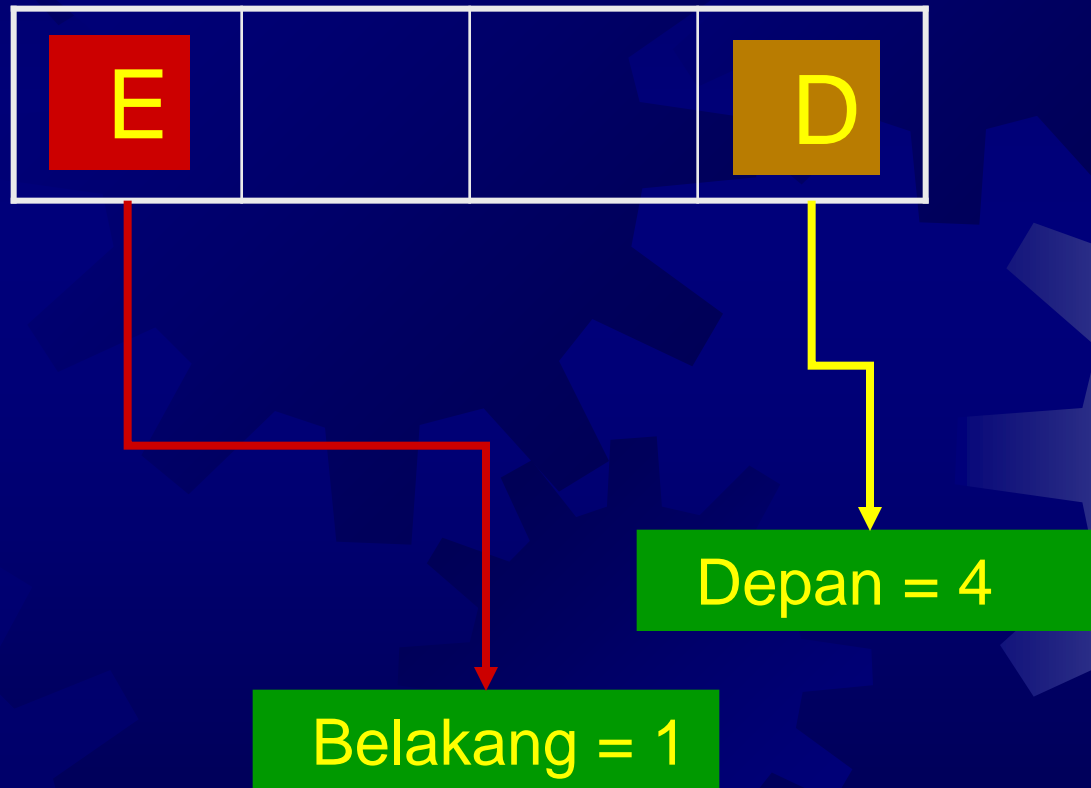 E
D
Depan = 4
Belakang = 1